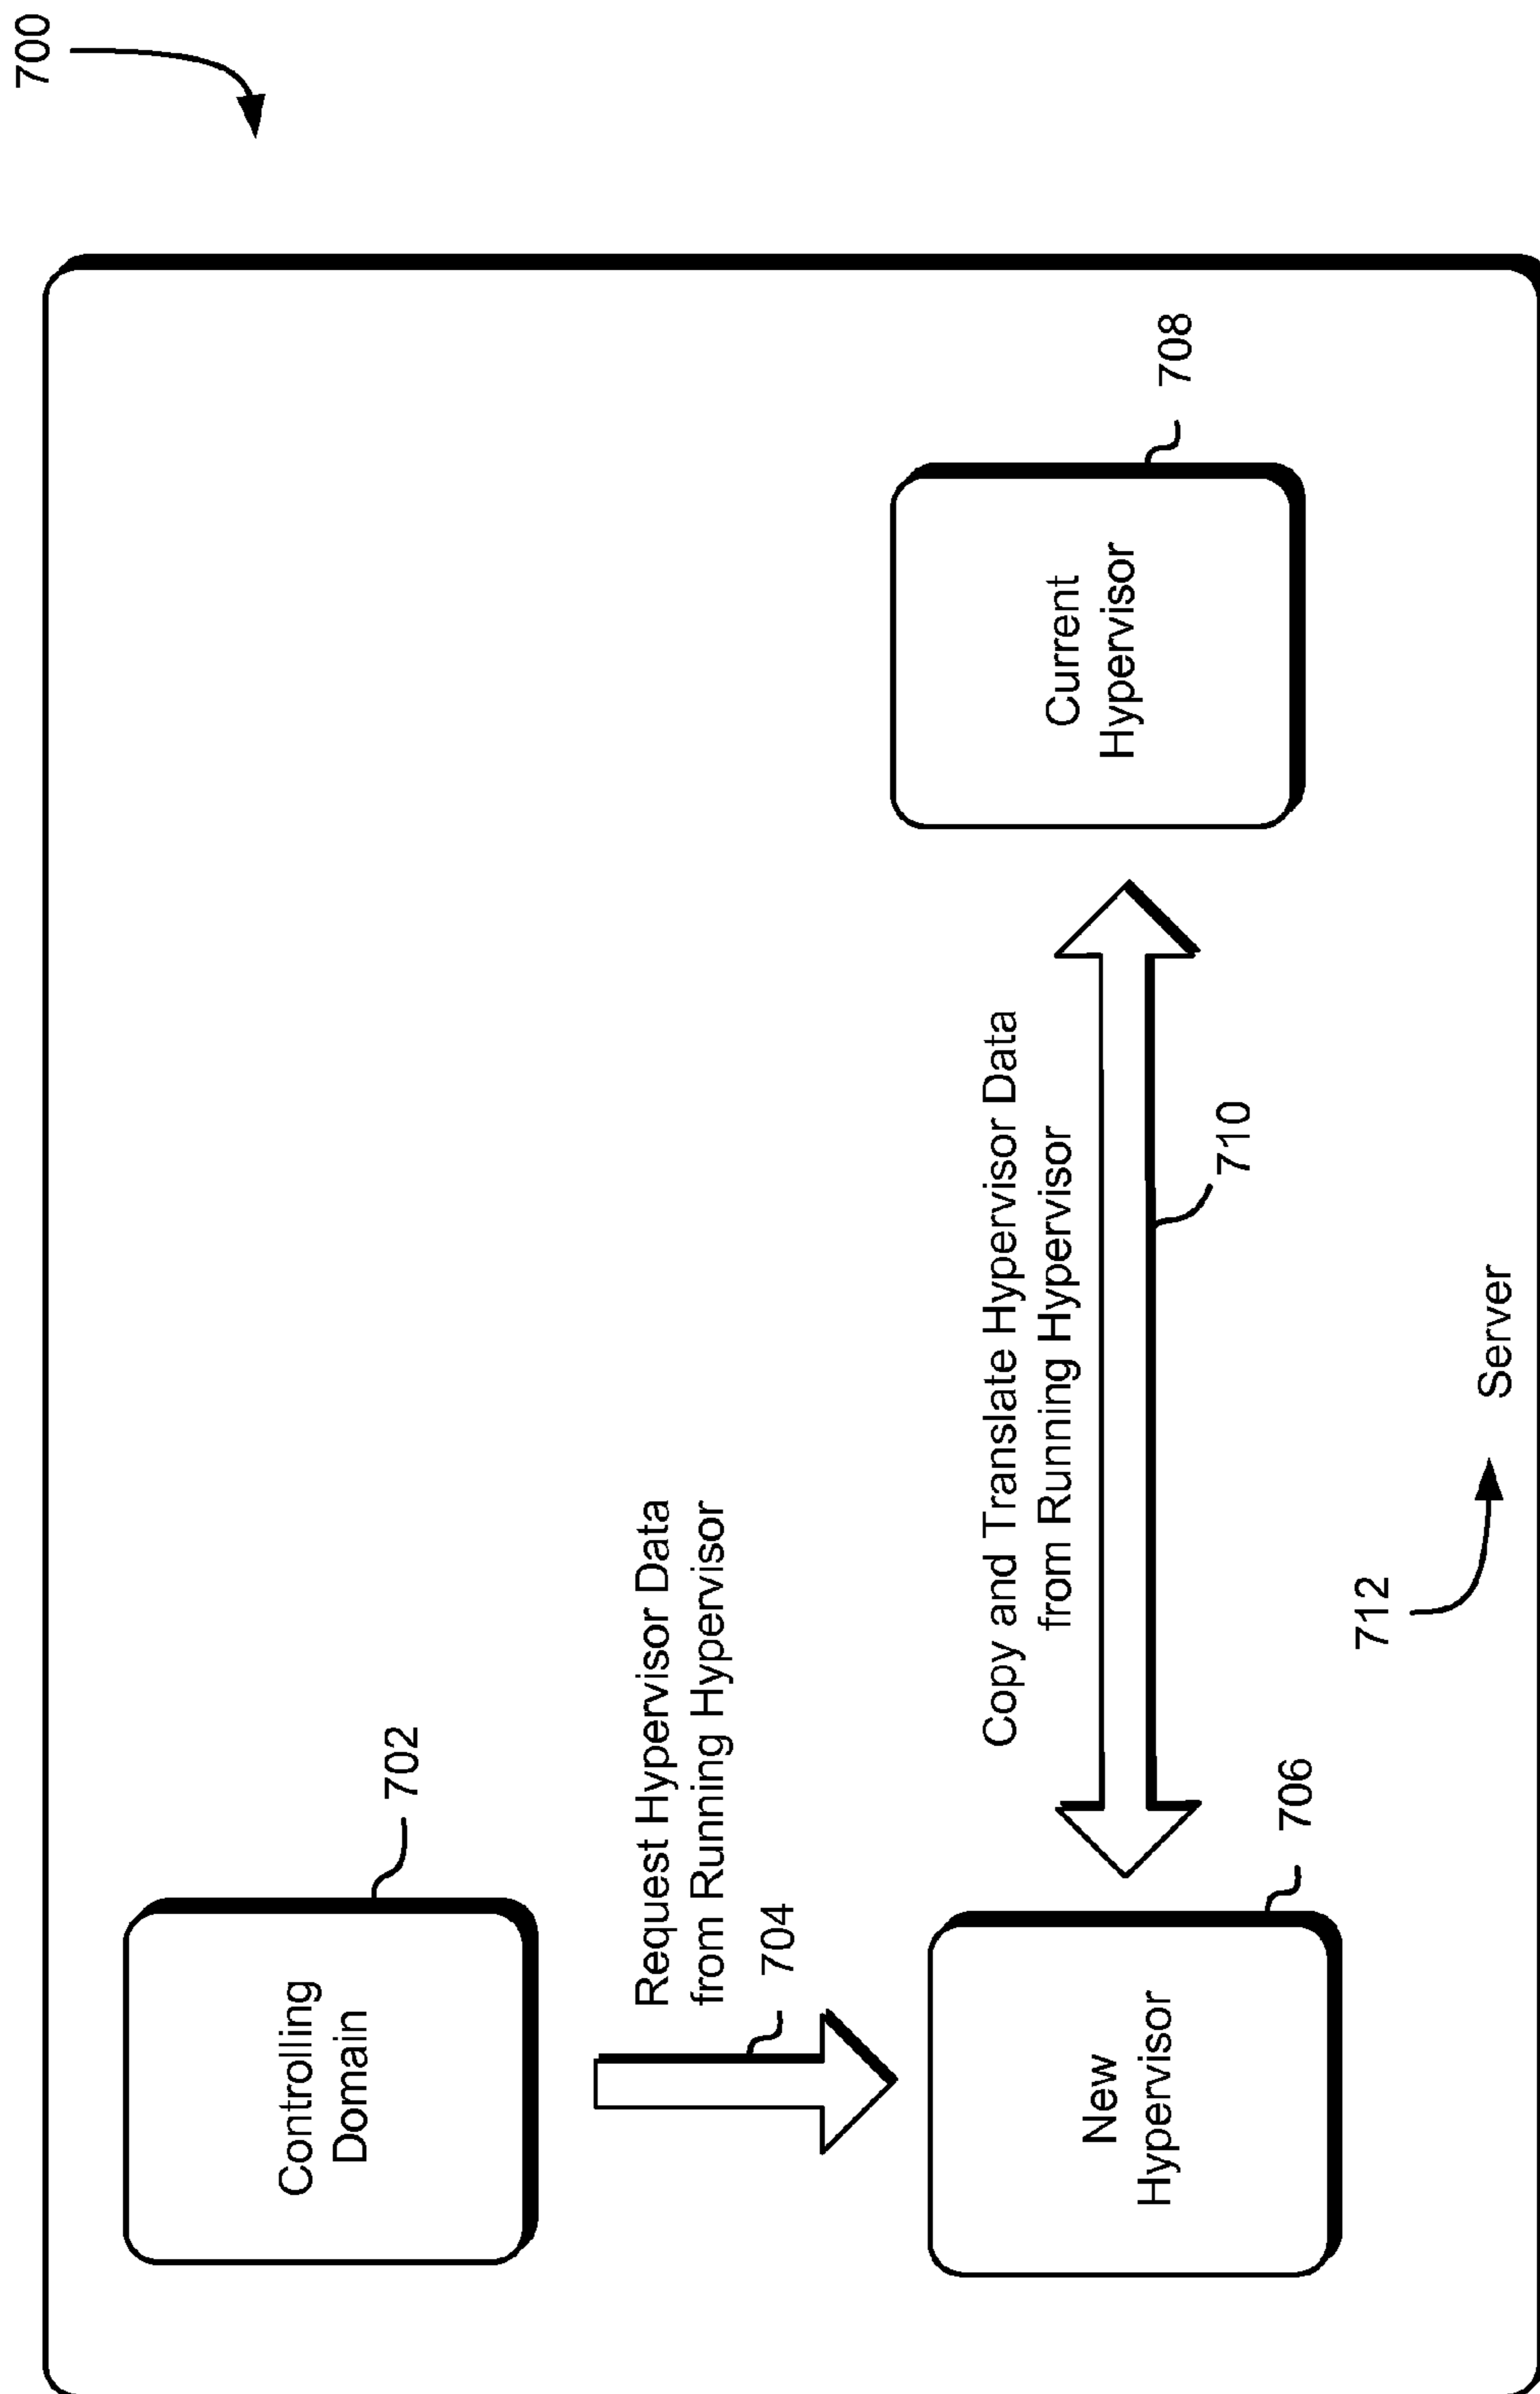 700
Controlling
Domain
702
Request Hypervisor Data
from Running Hypervisor
704
New
Hypervisor
706
Copy and Translate Hypervisor Data
from Running Hypervisor
710
Current
Hypervisor
708
712
Server